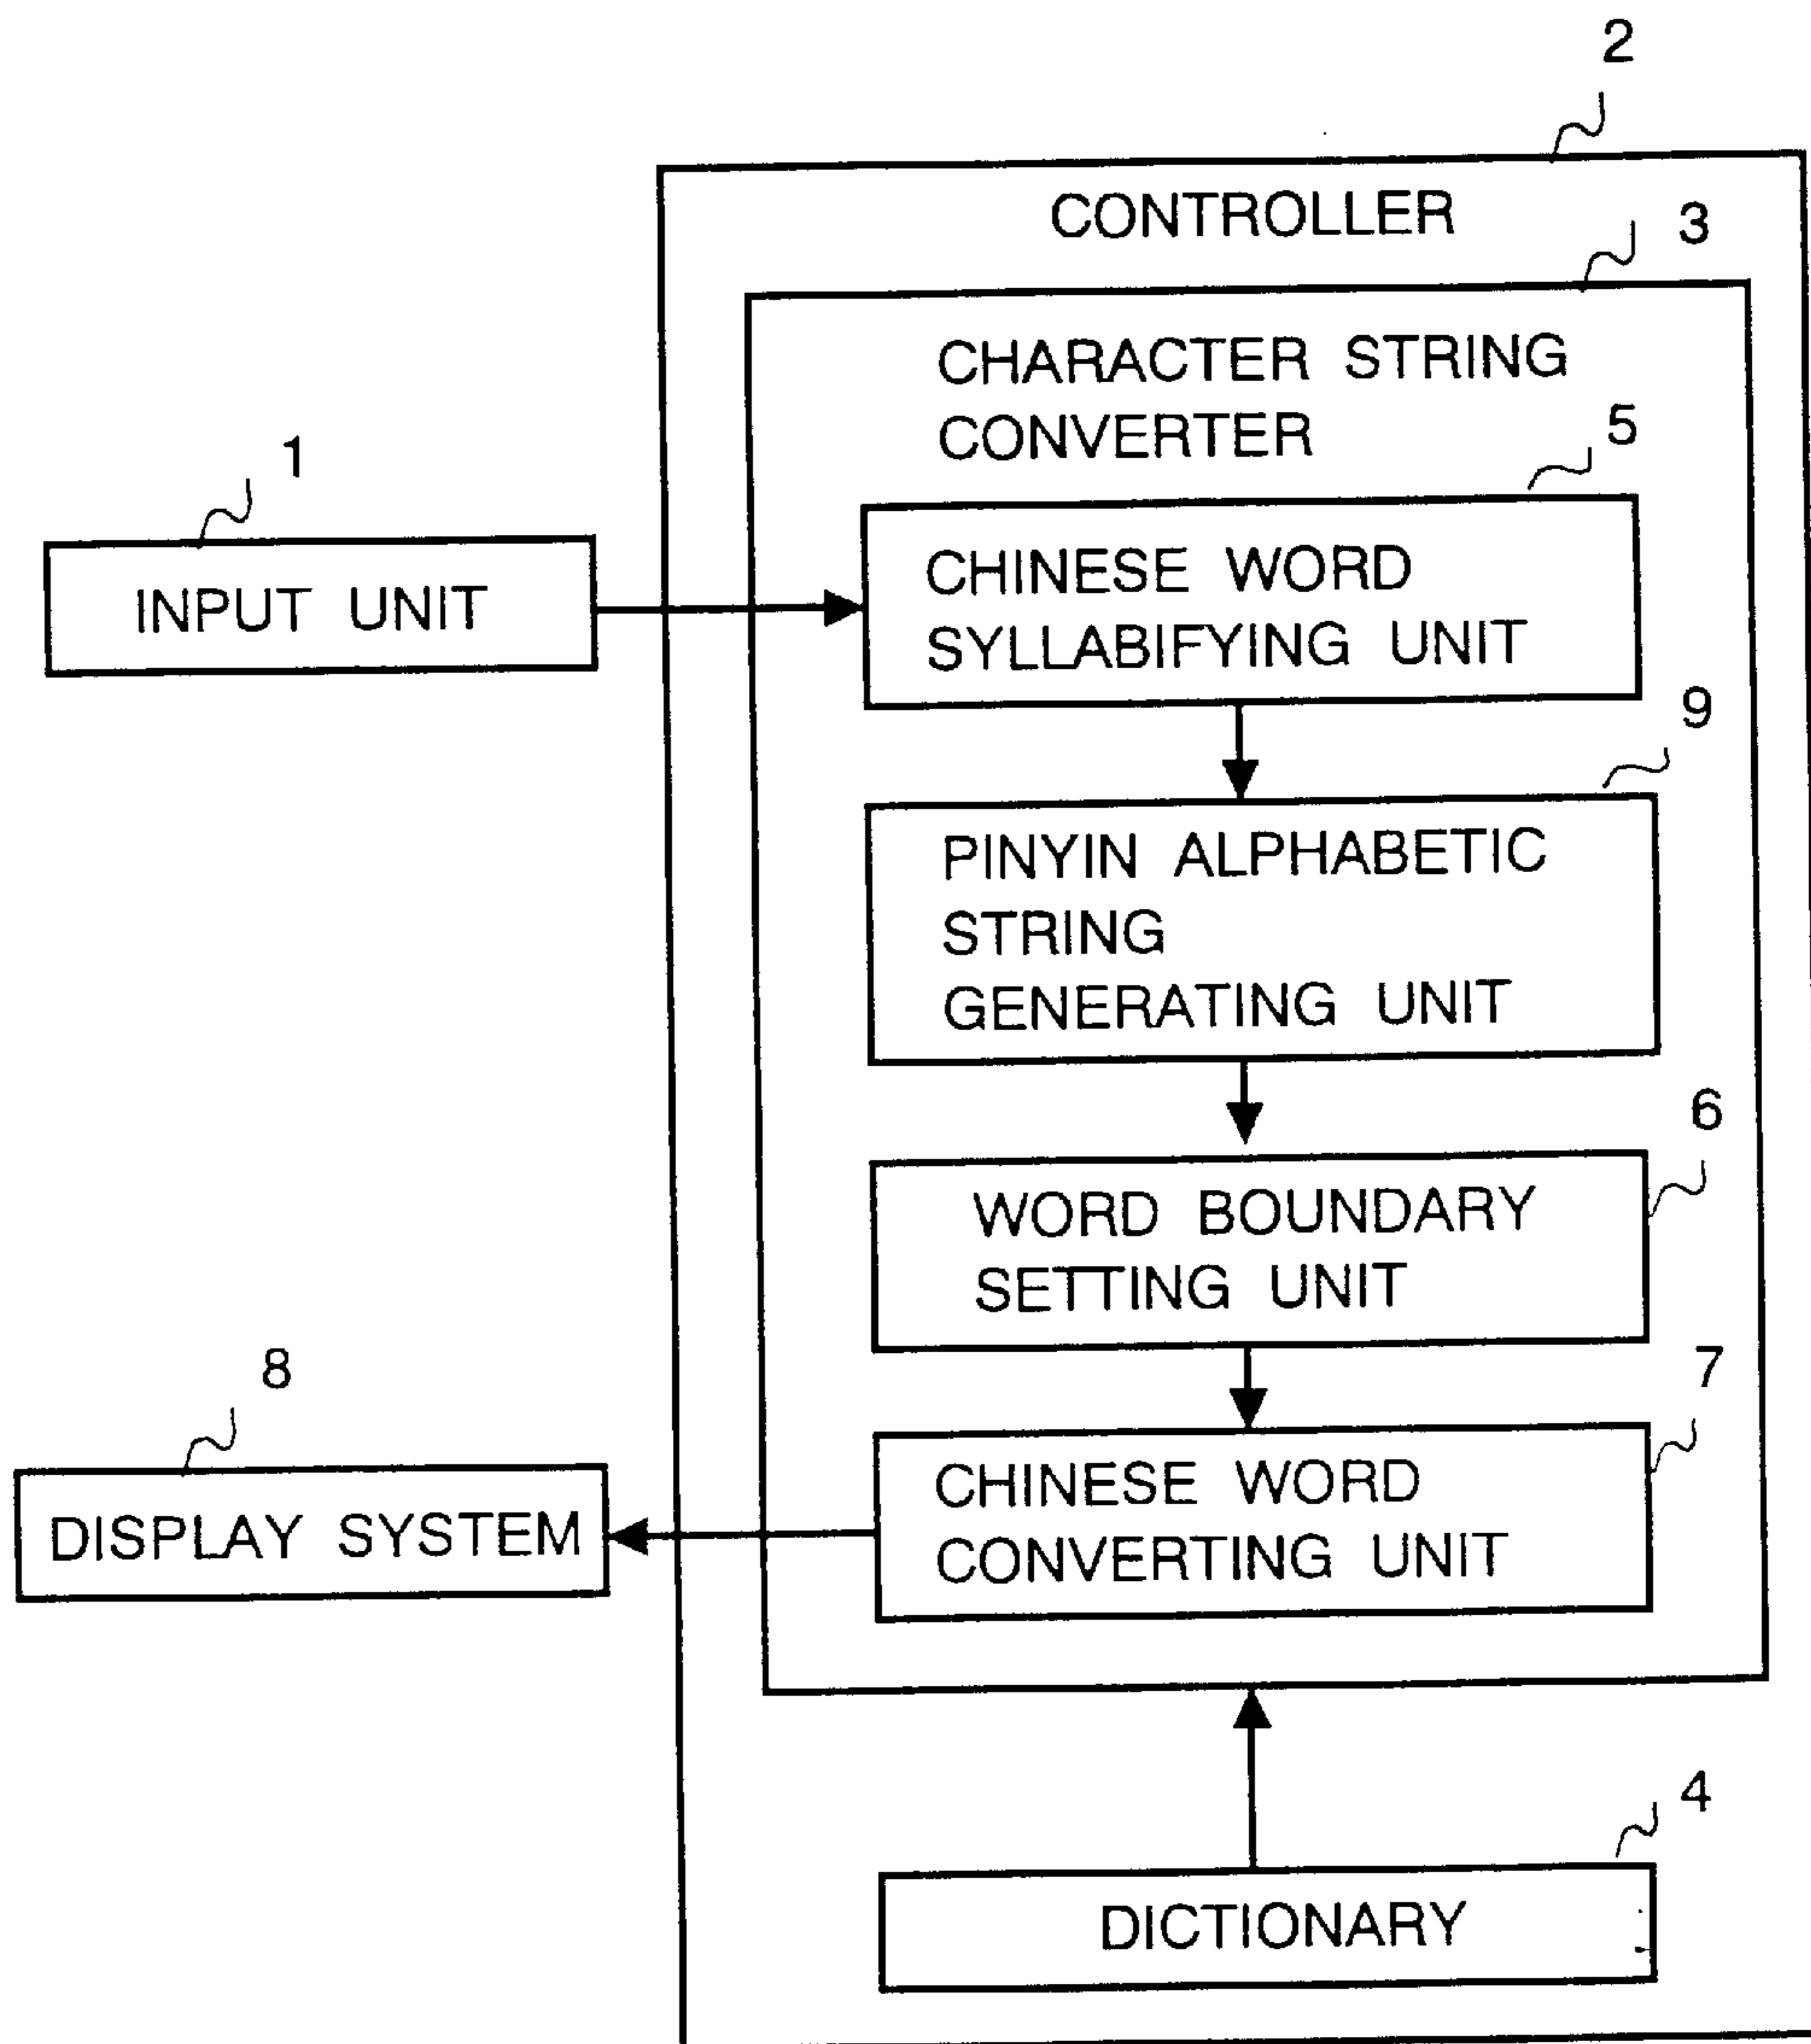 2
CONTROLLER
3
CHARACTER STRING
CONVERTER
5
1
INPUT UNIT
CHINESE WORD
SYLLABIFYING UNIT
9
PINYIN ALPHABETIC
STRING
GENERATING UNIT
6
WORD BOUNDARY
SETTING UNIT
7
8
CHINESE WORD
CONVERTING UNIT
DISPLAY SYSTEM
4
DICTIONARY